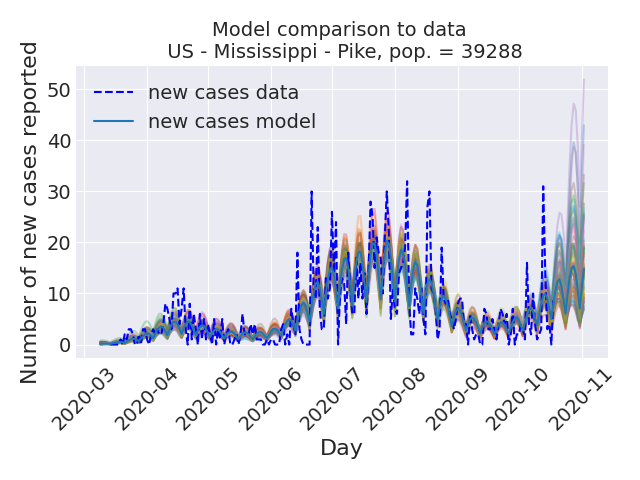 Model comparison to data
US - Mississippi - Pike, pop. = 39288
Number of new cases reported
50
40
30
20
10
0
new cases data
new cases model
2020-03
2020-04
2020-05
2020-06
2020-07
2020-08
2020-09
2020-10
2020-11
Day